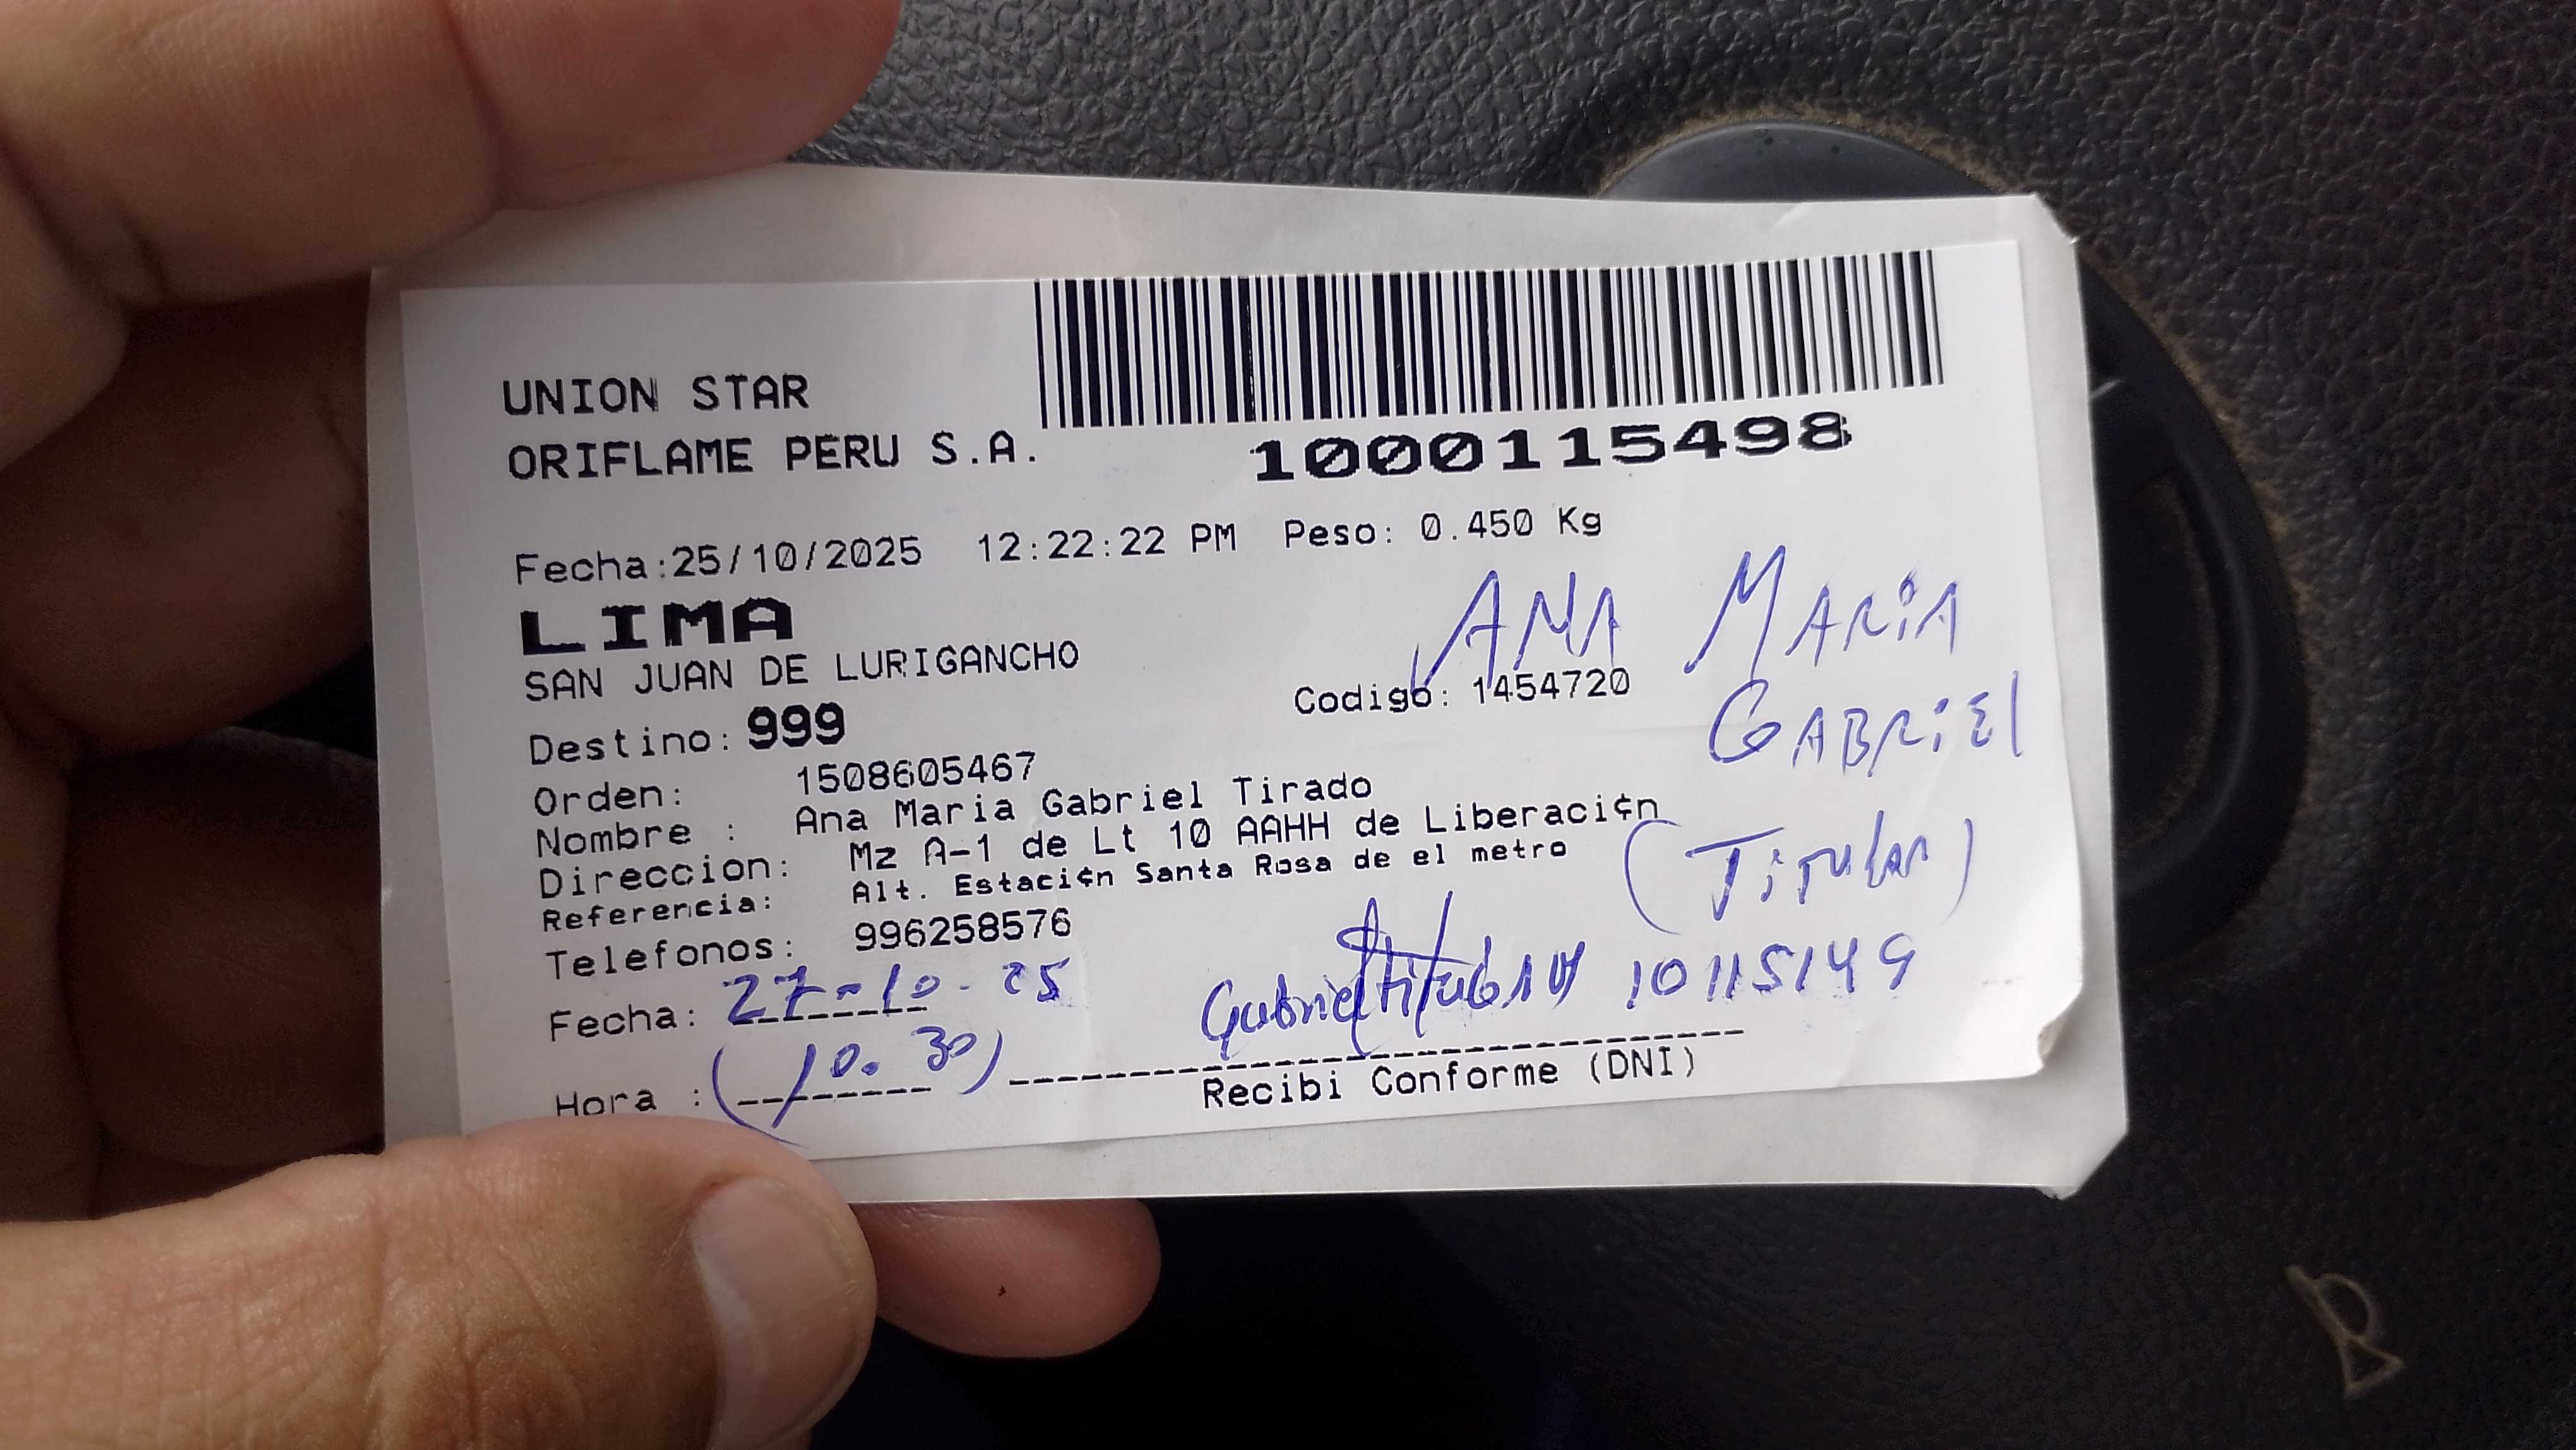 UNION STAR
ORIFLAME PERU S.A.
1000115498
Fecha:25/10/2025 12:22:22 PM Peso: 0.450 Kg
LIMA
ANA MARiA
SAN JUAN DE LURIGANCHO
Codigo: 1454720
GABRiEl
Destino: 999
Orden: 1508605467
Nombre : Ana Maria Gabriel Tirado
Direccion: Mz A-1 de Lt 10 AAHH de Liberaci¢n
(Titular)
Referencia: Alt. Estaci¢n Santa Rosa de el metro
Telefonos: 996258576
Fecha: 27-10-25
10115149
Hora : (10.30)
Recibi Conforme (DNI)